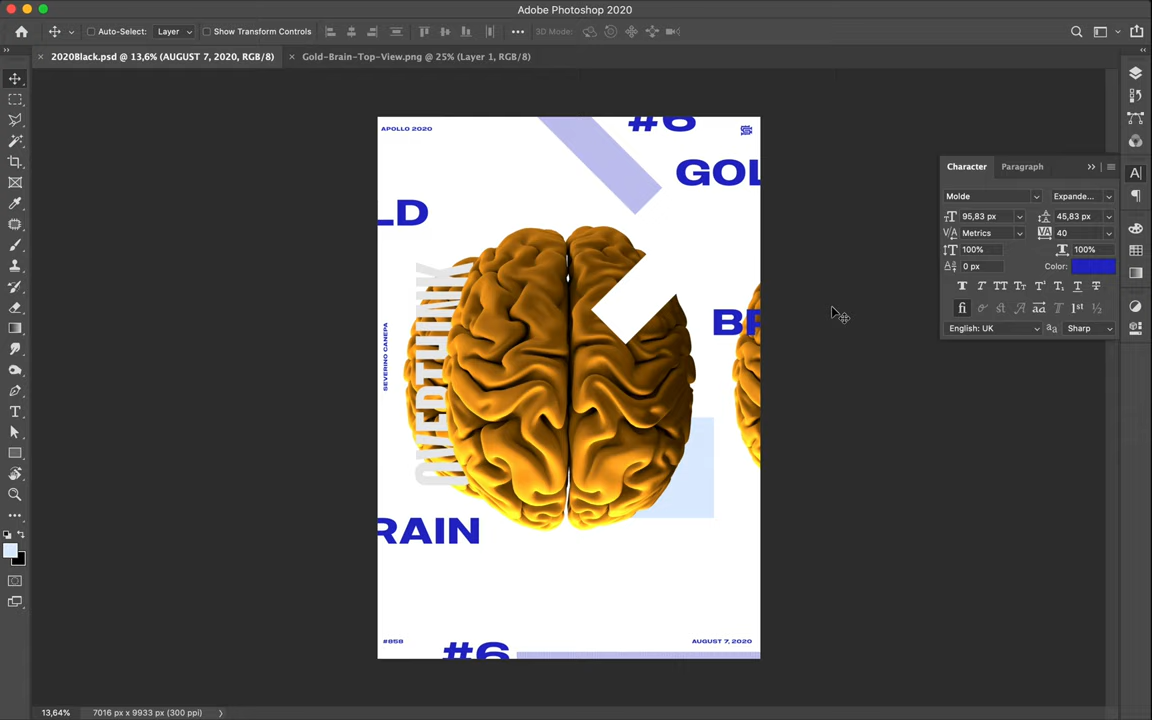 Adobe Photoshop 2020
Auto-Select:
Layer
Show Transform Controls
3D Mode:
2020Black.psd @ 13,6% (AUGUST 7, 2020, RGB/8)
Gold-Brain-Top-View.png @ 25% (Layer 1, RGB/8)
APOLLO 2020
#6
GOL
LD
OVERTHINK
SEVERINO CANEPA
BR
RAIN
#858
#6
AUGUST 7, 2020
Character
Paragraph
Molde
Expande...
95,83 px
45,83 px
Metrics
40
100%
100%
0 px
Color:
English: UK
Sharp
13,64%
7016 px x 9933 px (300 ppi)